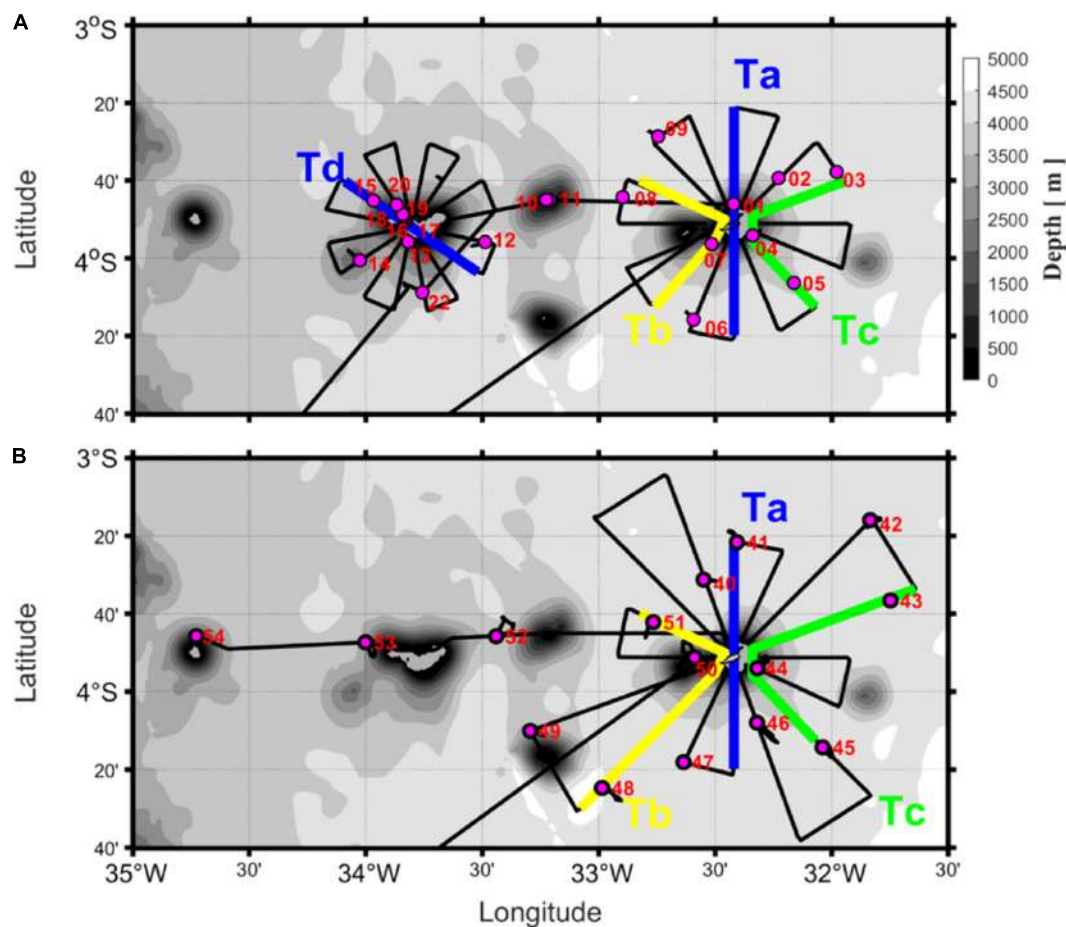 A
3°S
20'
40'
4°S
20'
40'
Latitude
Ta
Td
Tb
Tc
09
02
03
08
01
10
11
04
07
05
06
15
20
19
18
16
17
13
12
14
22
5000
4500
4000
3500
3000
2500
2000
1500
1000
500
0
Depth [ m ]
B
3°S
20'
40'
4°S
20'
40'
Latitude
Ta
Tb
Tc
41
42
40
43
51
54
53
52
50
44
49
46
45
47
48
35°W
30'
34°W
30'
33°W
30'
32°W
30'
Longitude